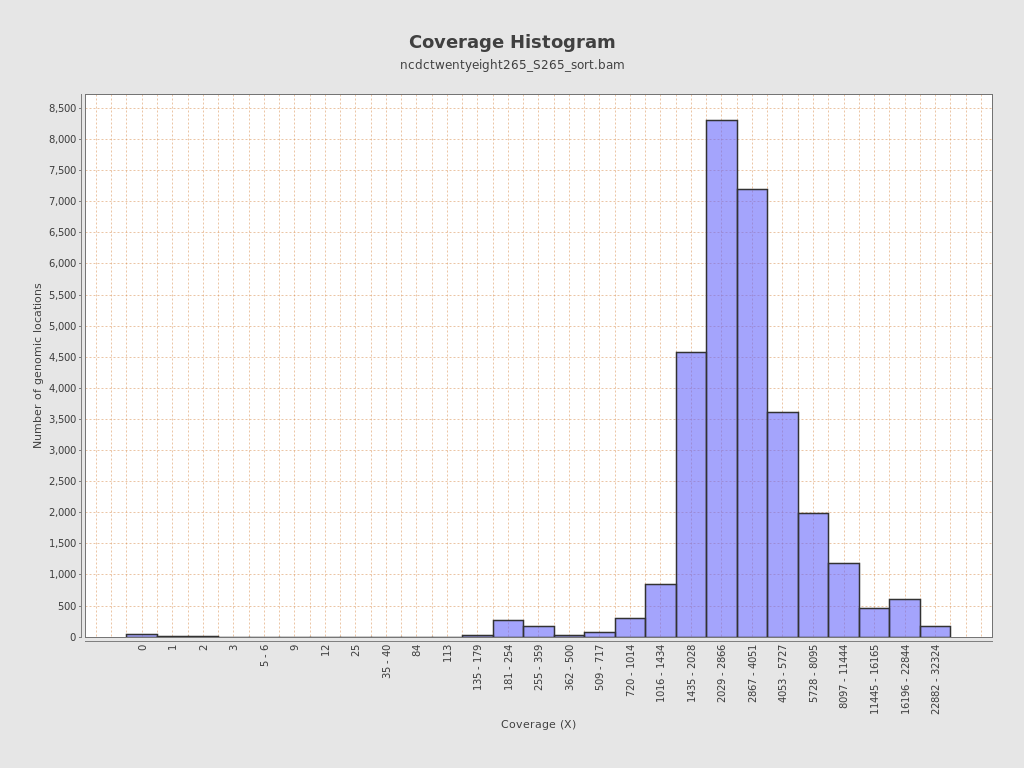 Coverage Histogram
ncdctwentyeight265_S265_sort.bam
8,500
8,000
7,500
7,000
6,500
6,000
5,500
5,000
4,500
4,000
3,500
3,000
2,500
2,000
1,500
1,000
500
0
Number of genomic locations
0
1
2
3
5 - 6
9
12
25
35 - 40
84
113
135 - 179
181 - 254
255 - 359
362 - 500
509 - 717
720 - 1014
1016 - 1434
1435 - 2028
2029 - 2866
2867 - 4051
4053 - 5727
5728 - 8095
8097 - 11444
11445 - 16165
16196 - 22844
22882 - 32324
Coverage (X)